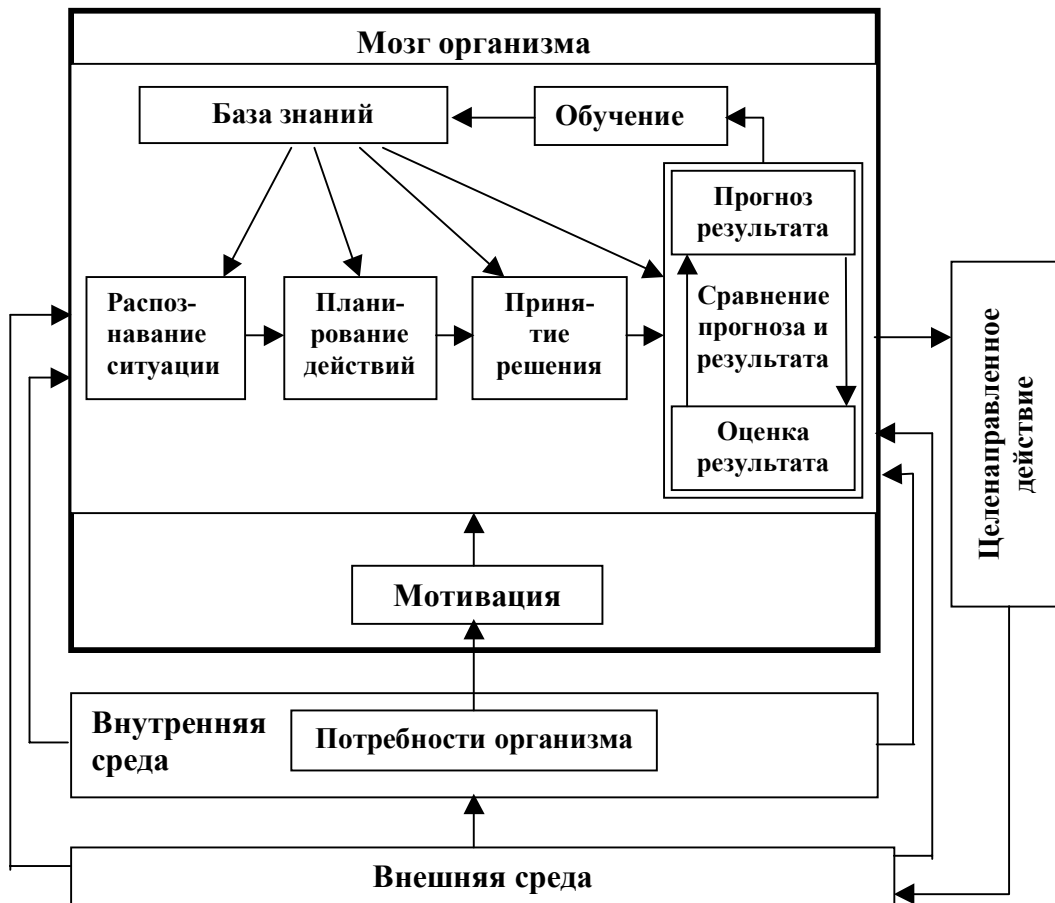 Мозг организма
База знаний
Обучение
Прогноз
результата
Распоз-
навание
ситуации
Плани-
рование
действий
Приня-
тие
решения
Сравнение
прогноза и
результата
Оценка
результата
Целенаправленное
действие
Мотивация
Внутренняя
среда
Потребности организма
Внешняя среда